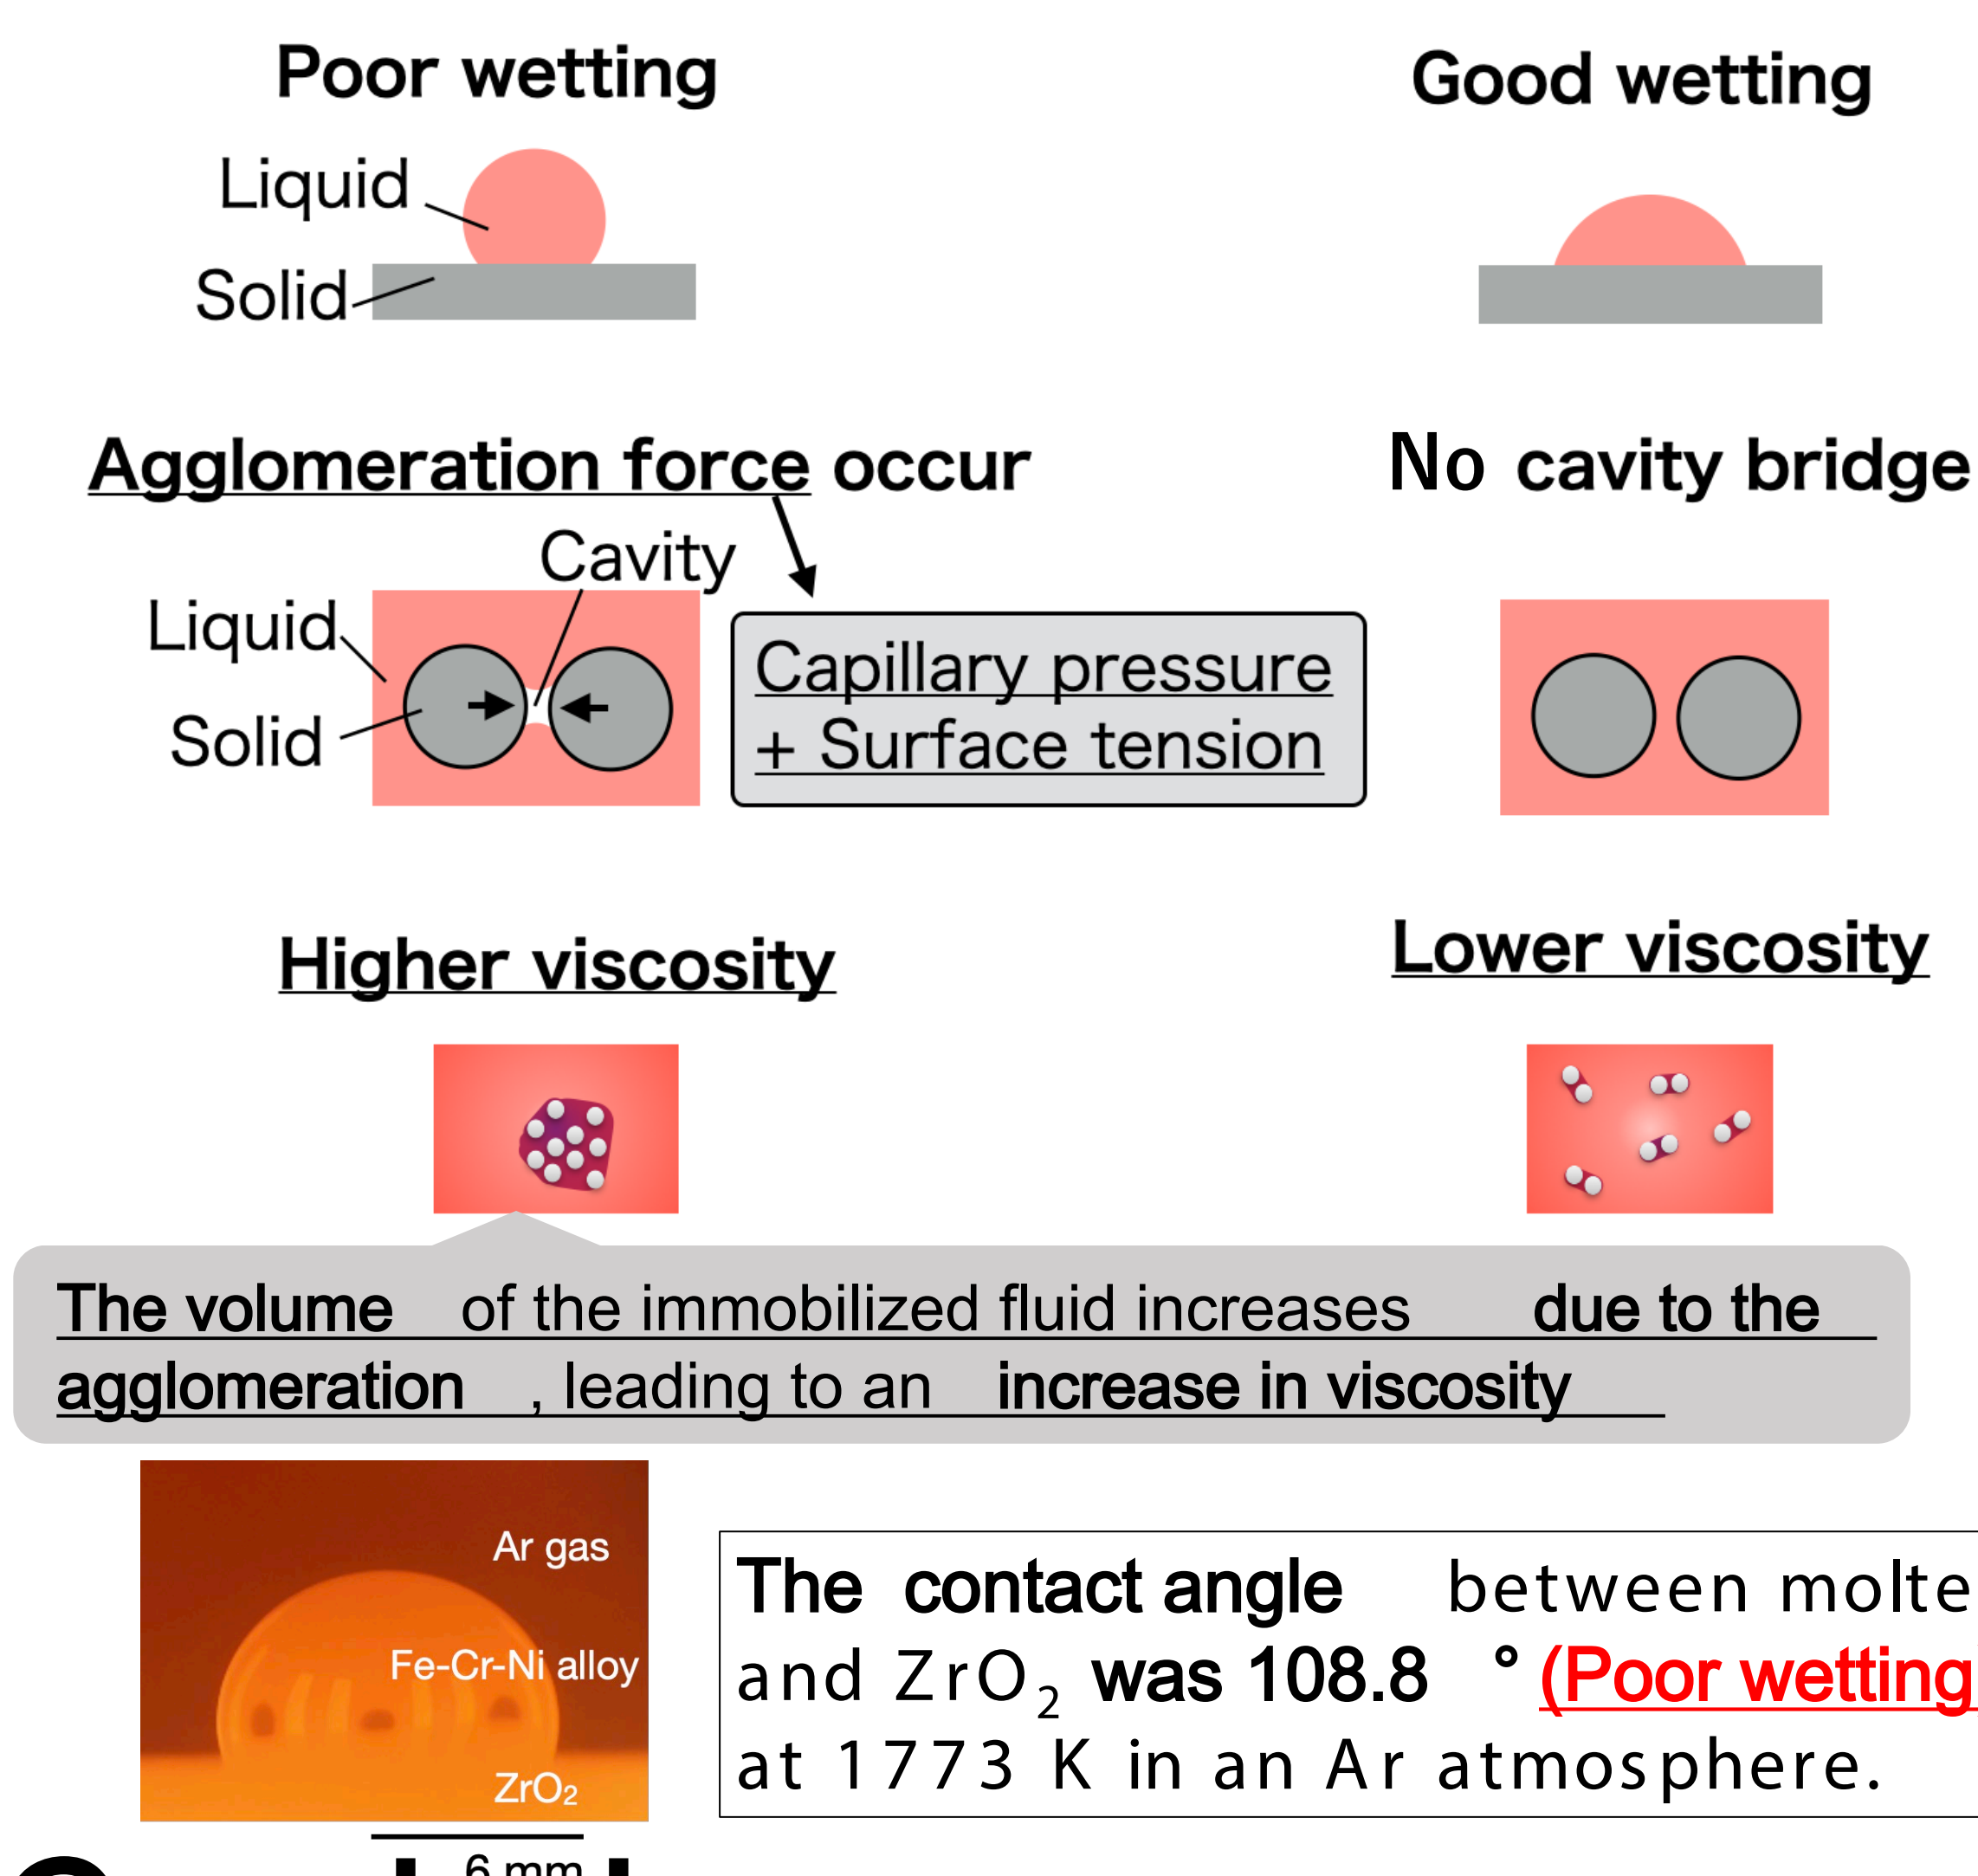 Poor wetting
Good wetting
Liquid
Solid
Agglomeration force occur
No cavity bridge
Cavity
Liquid
Solid
Capillary pressure
+ Surface tension
Higher viscosity
Lower viscosity
The volume of the immobilized fluid increases due to the
agglomeration , leading to an increase in viscosity
Ar gas
Fe-Cr-Ni alloy
ZrO₂
The contact angle between molte
and ZrO₂ was 108.8 ° (Poor wetting
at 1773 K in an Ar atmosphere.
6 mm